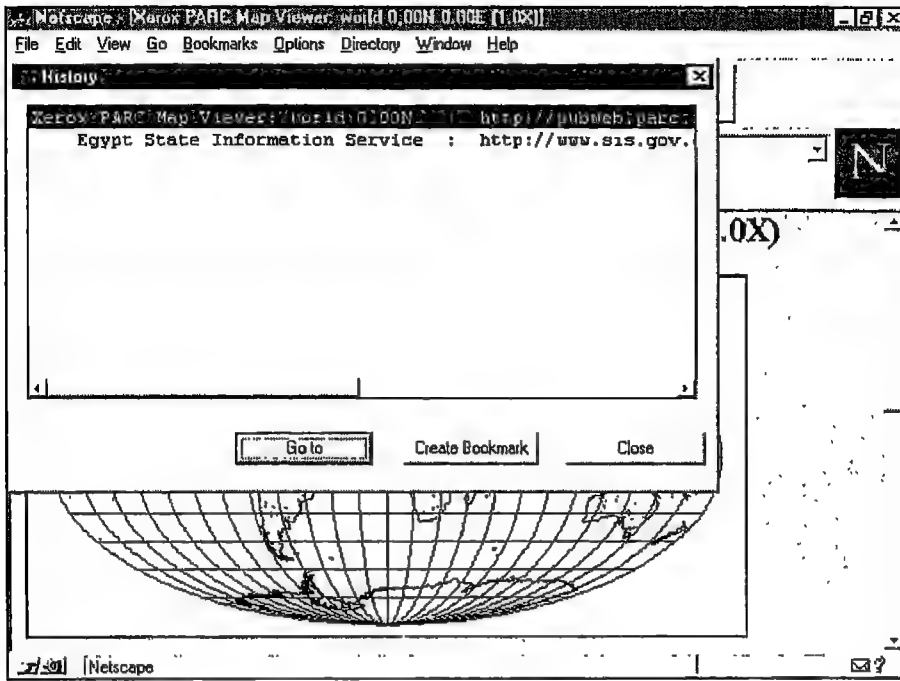 Netscape - [Xerox PARC Map Viewer: world 0.00N 0.00E (1.0X)]
File Edit View Go Bookmarks Options Directory Window Help
History
Xerox PARC Map Viewer: world 0.00N http://pubweb.parc.
Egypt State Information Service : http://www.sis.gov.
N
.0X)
Go to Create Bookmark Close
Netscape